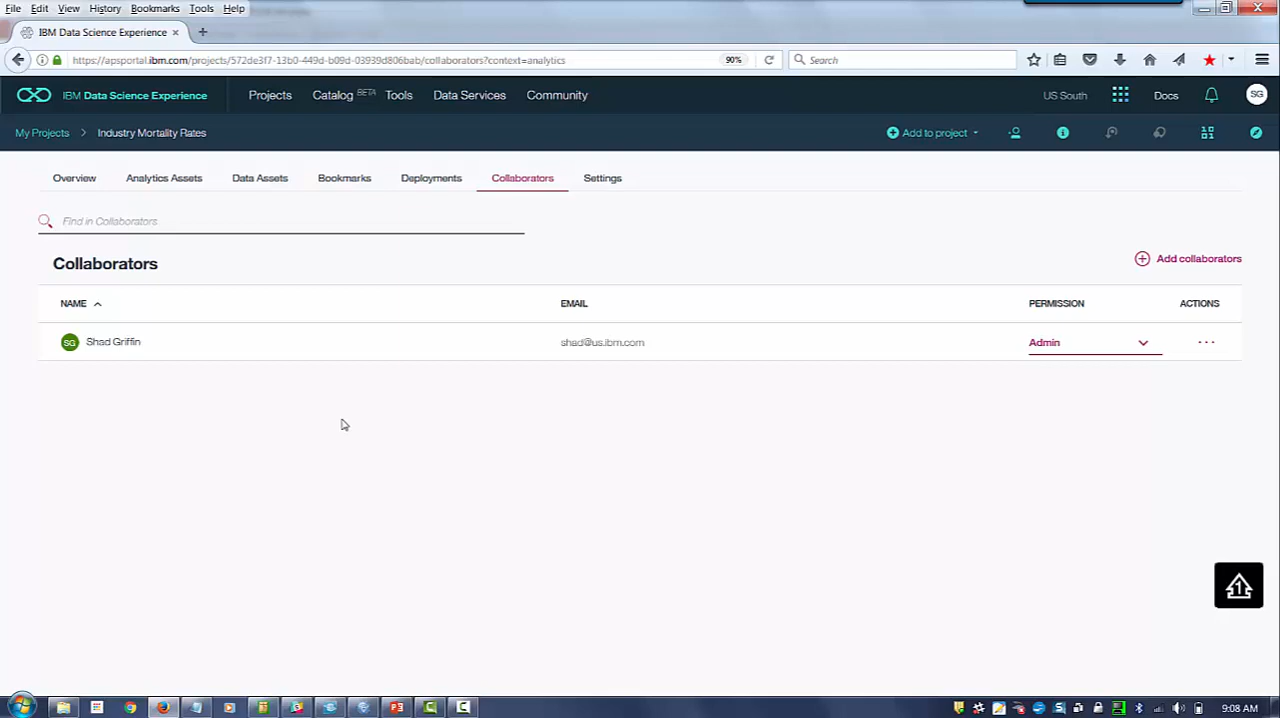 File Edit View History Bookmarks Tools Help
IBM Data Science Experience × +
https://apsportal.ibm.com/projects/572de3f7-13b0-449d-b09d-03939d806bab/collaborators?context=analytics 90% Search
IBM Data Science Experience Projects Catalog BETA Tools Data Services Community US South Docs SG
My Projects > Industry Mortality Rates Add to project
Overview Analytics Assets Data Assets Bookmarks Deployments Collaborators Settings
Find in Collaborators
Collaborators Add collaborators
NAME EMAIL PERMISSION ACTIONS
SG Shad Griffin shad@us.ibm.com Admin ...
1
9:08 AM